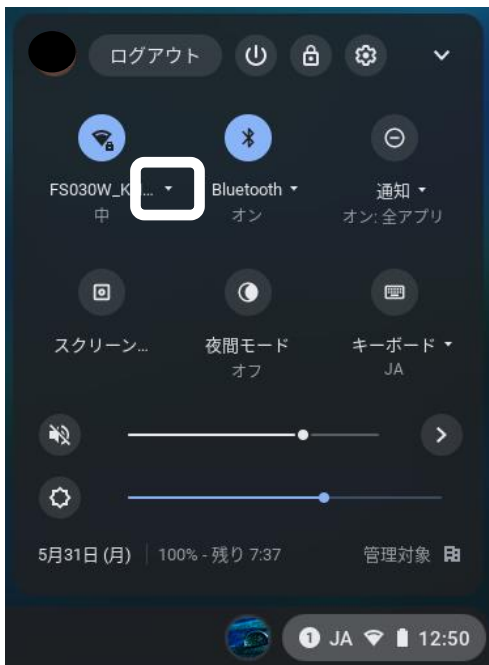 ログアウト
FS030W_K... Bluetooth 通知
中 オン オン: 全アプリ
スクリーン... 夜間モード キーボード
オフ JA
5月31日 (月) 100% - 残り 7:37 管理対象
1 JA 12:50